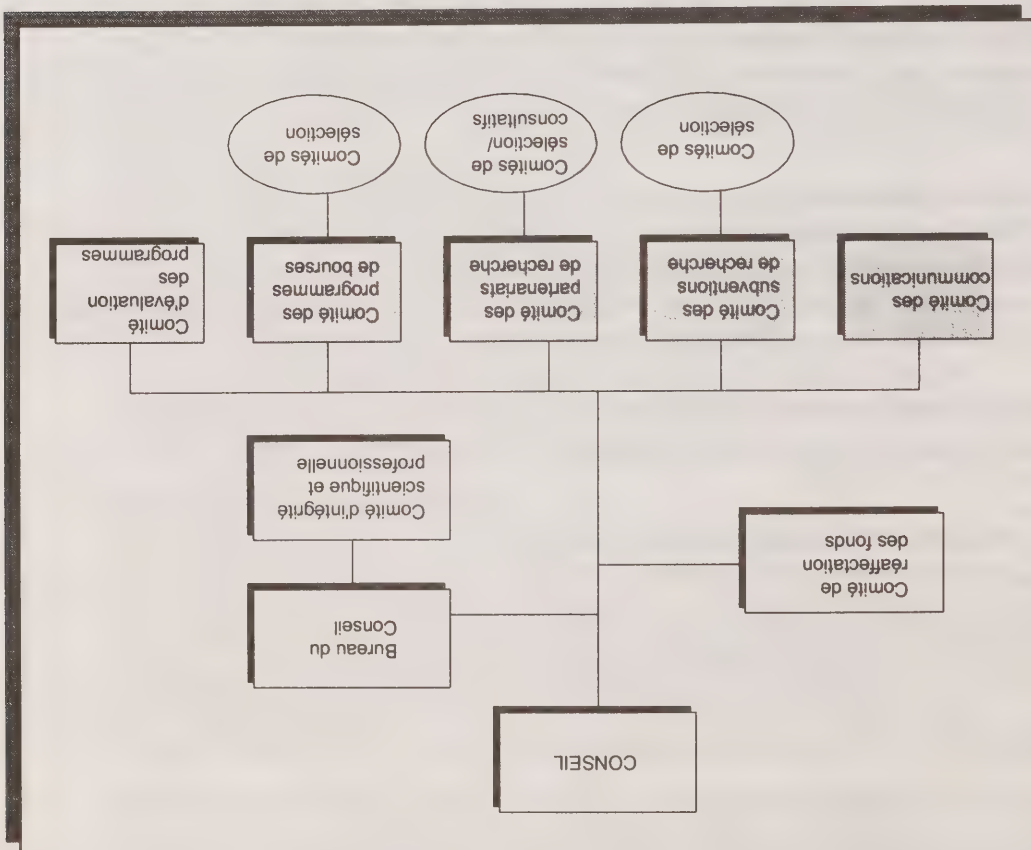 CONSEIL
Bureau du
Conseil
Comité de
réaffectation
des fonds
Comité d'intégrité
scientifique et
professionnelle
Comité des
communications
Comité des
subventions
de recherche
Comité des
partenariats
de recherche
Comité des
programmes
de bourses
Comité
d'évaluation
des
programmes
Comités de
sélection
Comités de
sélection/
consultatifs
Comités de
sélection